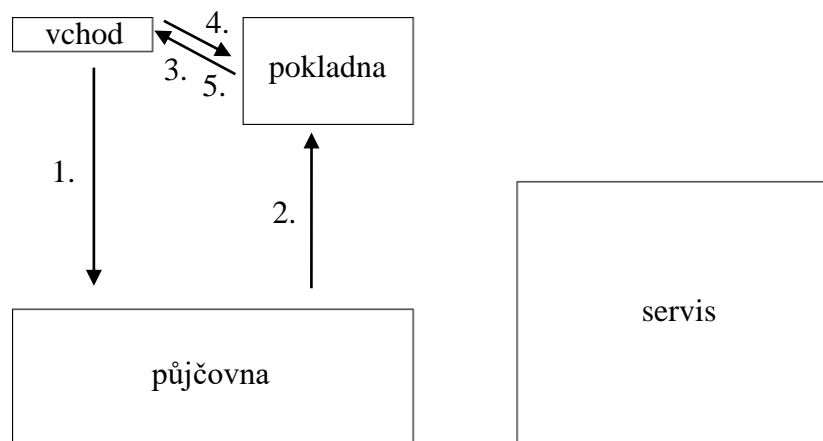 vchod
4.
pokladna
3.
5.
1.
2.
servis
půjčovna